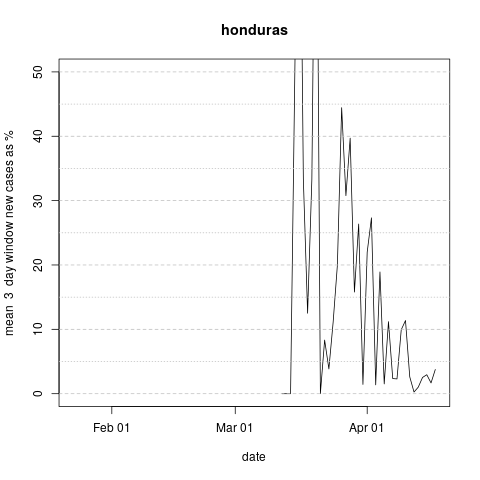 honduras
mean  3  day window new cases as %
50
40
30
20
10
0
Feb 01
Mar 01
Apr 01
date